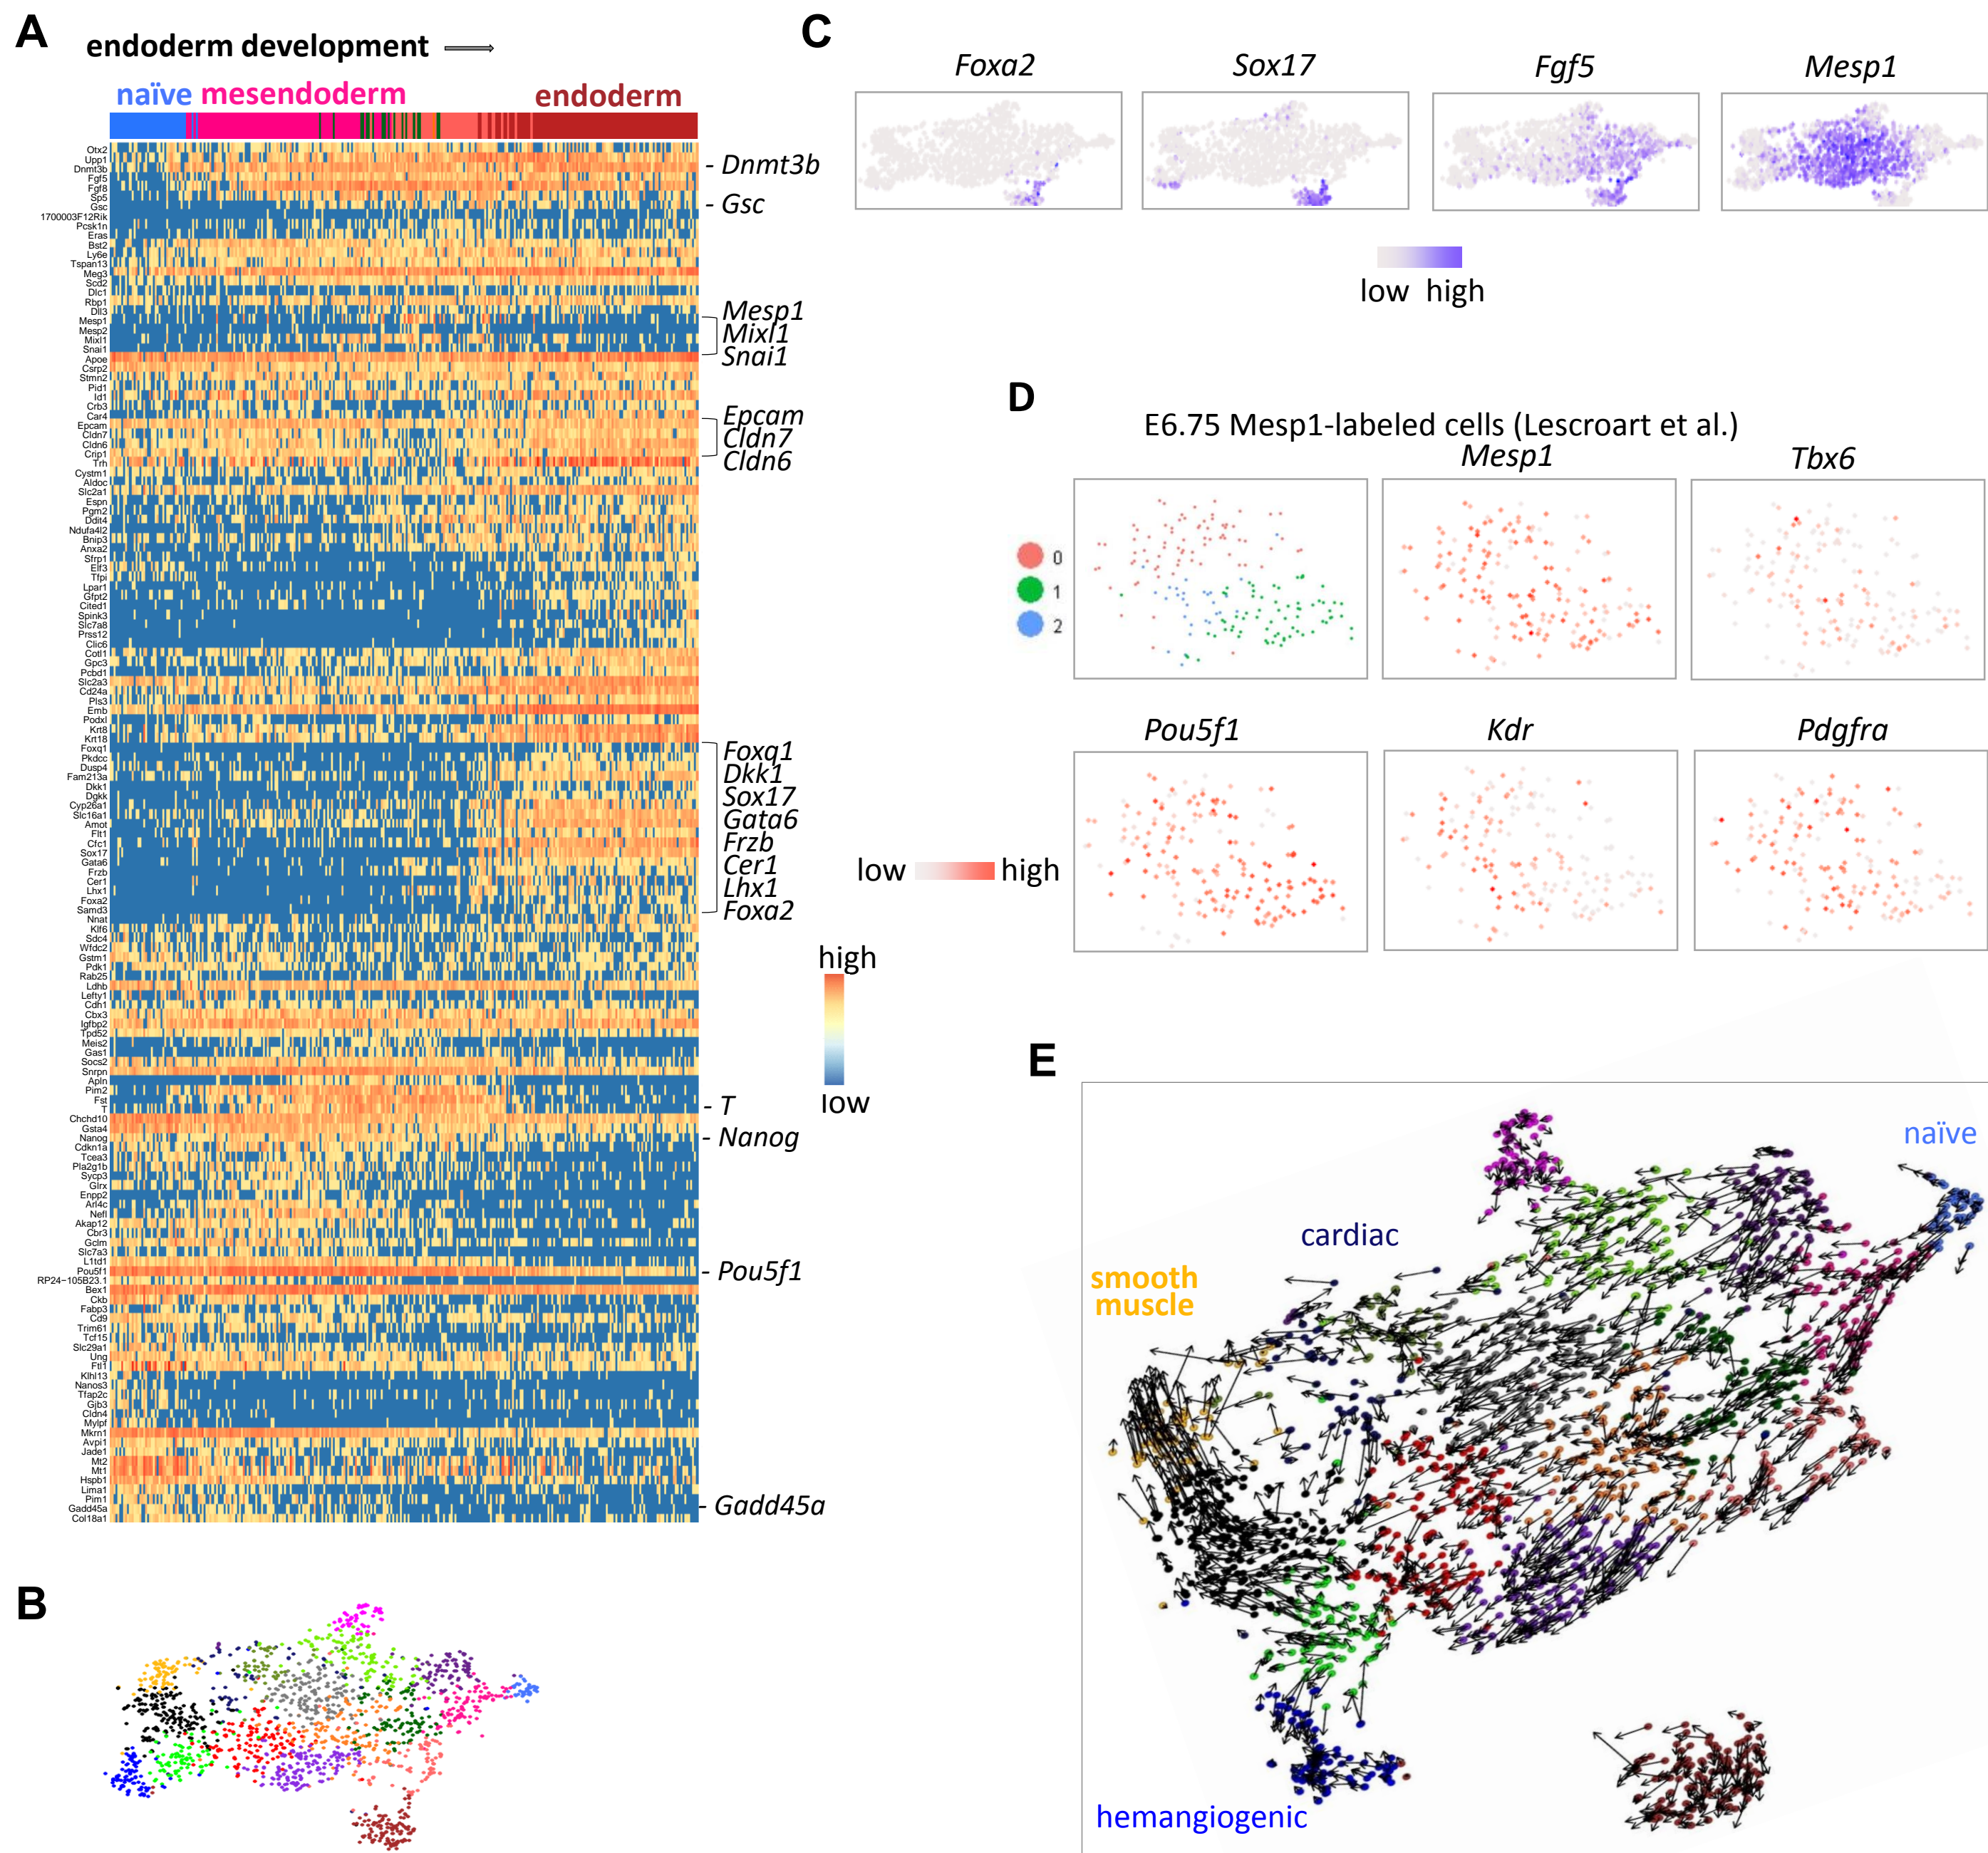 A
endoderm development
naïve mesendoderm endoderm
Otx2
Upp1
Dnmt3b
Fgf5
Fgf8
Sp5
Gsc
1700003F12Rik
Pcsk1n
Eras
Bst2
Ly6e
Tspan13
Meg3
Scd2
Dlc1
Rbp1
Dll3
Mesp1
Mesp2
Mixl1
Snai1
Apoe
Csrp2
Stmn2
Pid1
Id1
Crb3
Car4
Epcam
Cldn7
Cldn6
Crip1
Trh
Cystm1
Aldoc
Slc2a1
Espn
Pgm2
Ddit4
Ndufa4l2
Bnip3
Anxa2
Sfrp1
Elf3
Tfpi
Lpar1
Gfpt2
Cited1
Spink3
Slc7a8
Prss12
Clic6
Cotl1
Gpc3
Pcbd1
Slc2a3
Cd24a
Pls3
Emb
Podxl
Krt8
Krt18
Foxq1
Pkdcc
Dusp4
Fam213a
Dkk1
Dgkk
Cyp26a1
Slc16a1
Amot
Flt1
Cfc1
Sox17
Gata6
Frzb
Cer1
Lhx1
Foxa2
Samd3
Nnat
Klf6
Sdc4
Wfdc2
Gstm1
Pdk1
Rab25
Ldhb
Lefty1
Cdh1
Cbx3
Igfbp2
Tpd52
Meis2
Gas1
Socs2
Snrpn
Apln
Pim2
Fst
T
Chchd10
Gsta4
Nanog
Cdkn1a
Tcea3
Pla2g1b
Sycp3
Glrx
Enpp2
Arl4c
Nefl
Akap12
Cbr3
Gclm
Slc7a3
L1td1
Pou5f1
RP24−105B23.1
Bex1
Ckb
Fabp3
Cd9
Trim61
Tcf15
Slc29a1
Ung
Ftl1
Klhl13
Nanos3
Tfap2c
Gjb3
Cldn4
Mylpf
Mkrn1
Avpi1
Jade1
Mt2
Mt1
Hspb1
Lima1
Pim1
Gadd45a
Col18a1
- Dnmt3b
- Gsc
Mesp1
Mixl1
Snai1
Epcam
Cldn7
Cldn6
Foxq1
Dkk1
Sox17
Gata6
Frzb
Cer1
Lhx1
Foxa2
- T
- Nanog
- Pou5f1
- Gadd45a
high
low
B
C
Foxa2 Sox17 Fgf5 Mesp1
low high
D
E6.75 Mesp1-labeled cells (Lescroart et al.)
Mesp1 Tbx6
0
1
2
Pou5f1 Kdr Pdgfra
low high
E
naïve
cardiac
smooth
muscle
hemangiogenic